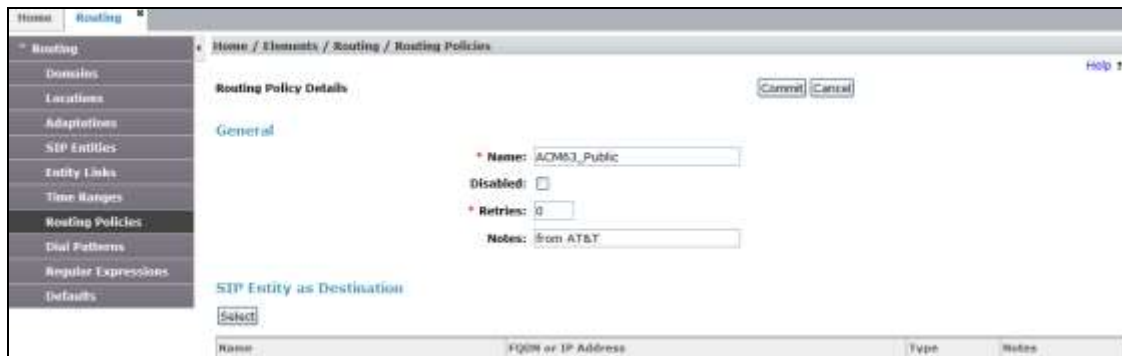 Home Routing ×
Home / Elements / Routing / Routing Policies
Help ?
Routing
Domains
Locations
Adaptations
SIP Entities
Entity Links
Time Ranges
Routing Policies
Dial Patterns
Regular Expressions
Defaults
Routing Policy Details Commit Cancel
General
* Name: ACM63_Public
Disabled:
* Retries: 0
Notes: from AT&T
SIP Entity as Destination
Select
Name FQDN or IP Address Type Notes